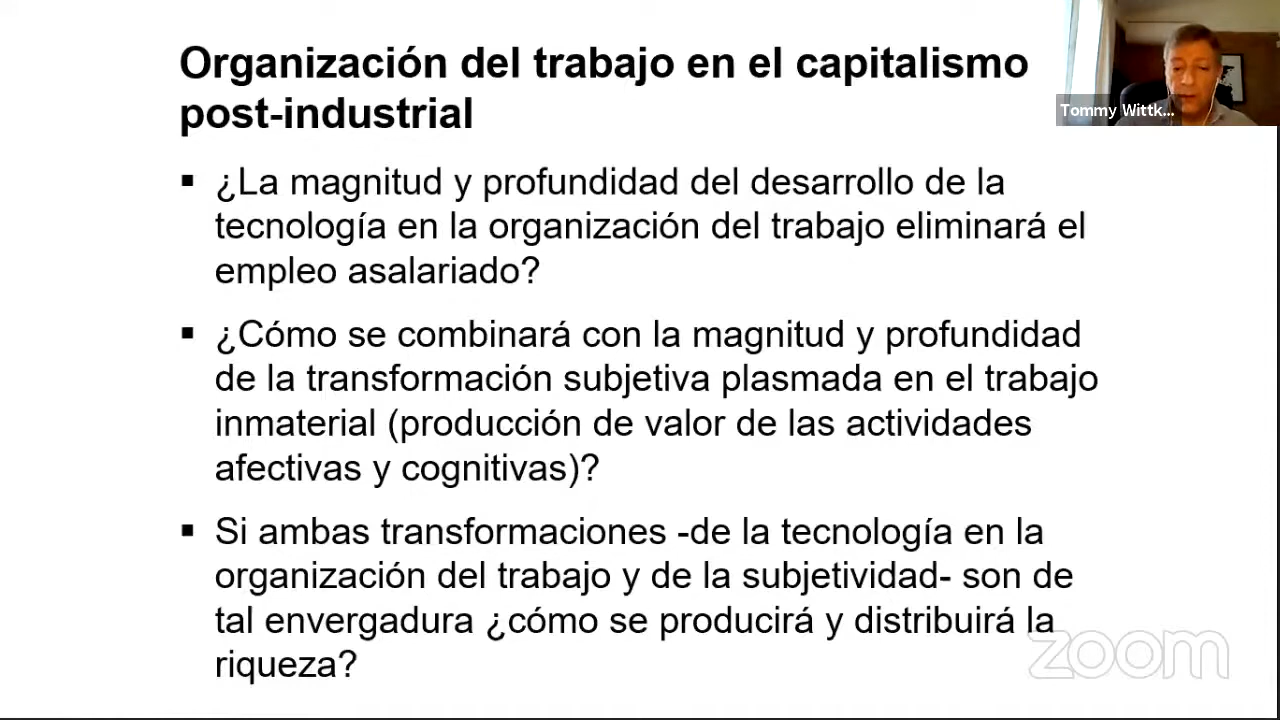 Organización del trabajo en el capitalismo
post-industrial
Tommy Wittk...
▪ ¿La magnitud y profundidad del desarrollo de la
tecnología en la organización del trabajo eliminará el
empleo asalariado?
▪ ¿Cómo se combinará con la magnitud y profundidad
de la transformación subjetiva plasmada en el trabajo
inmaterial (producción de valor de las actividades
afectivas y cognitivas)?
▪ Si ambas transformaciones -de la tecnología en la
organización del trabajo y de la subjetividad- son de
tal envergadura ¿cómo se producirá y distribuirá la
riqueza?
zoom